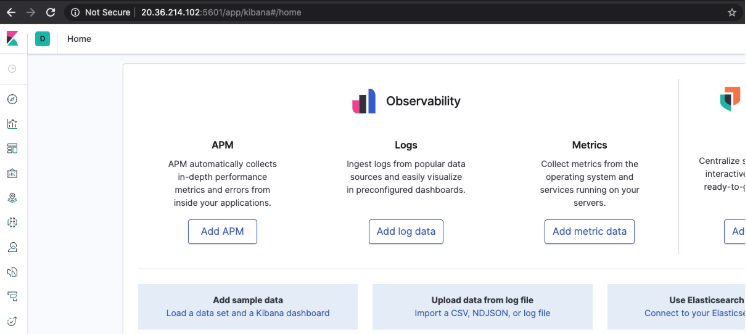 Not Secure | 20.36.214.102:5601/app/kibana#/home
D Home
Observability
APM
APM automatically collects
in-depth performance
metrics and errors from
inside your applications.
Add APM
Logs
Ingest logs from popular data
sources and easily visualize
in preconfigured dashboards.
Add log data
Metrics
Collect metrics from the
operating system and
services running on your
servers.
Add metric data
Centralize
interactive
ready-to-
Add sample data
Load a data set and a Kibana dashboard
Upload data from log file
Import a CSV, NDJSON, or log file
Use Elasticsearch
Connect to your